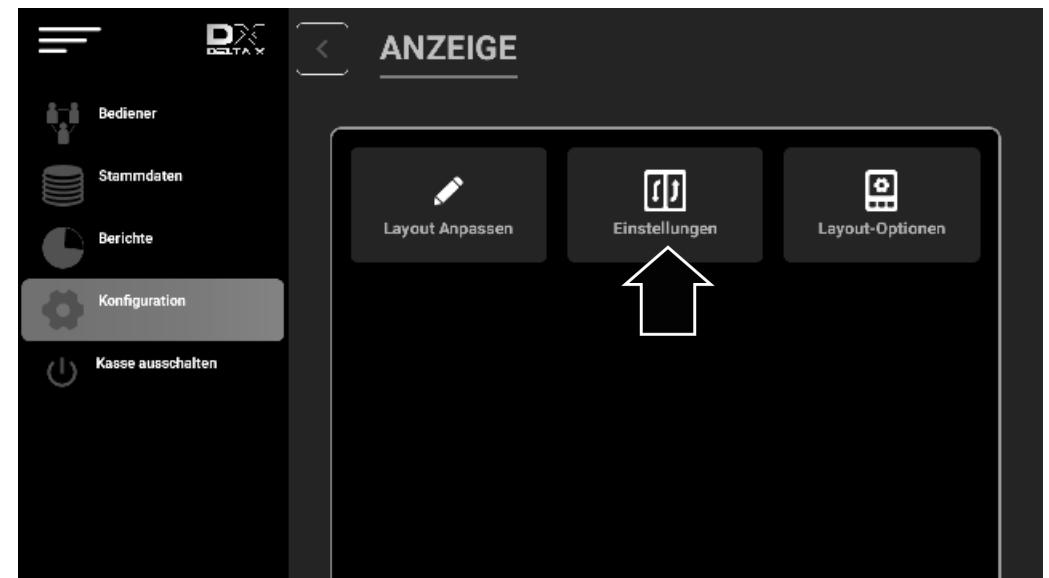 DX
DELTA X
ANZEIGE
Bediener
Stammdaten
Berichte
Konfiguration
Kasse ausschalten
Layout Anpassen
Einstellungen
Layout-Optionen